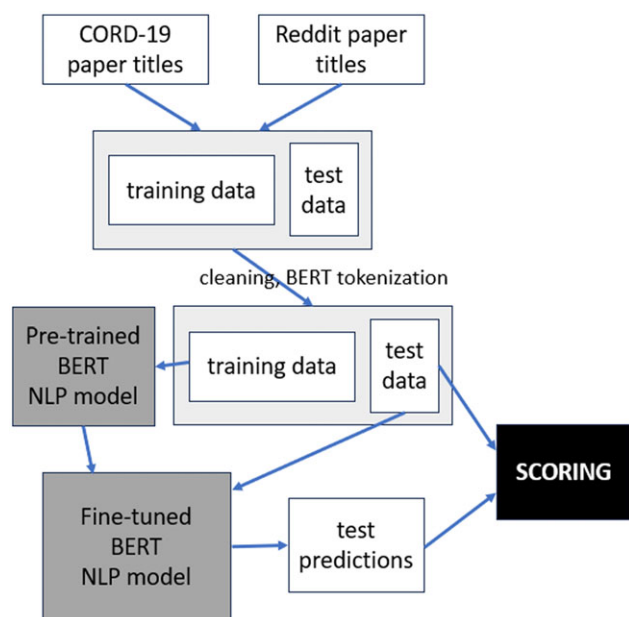 CORD-19
paper titles
Reddit paper
titles
training data
test
data
cleaning, BERT tokenization
Pre-trained
BERT
NLP model
training data
test
data
SCORING
Fine-tuned
BERT
NLP model
test
predictions